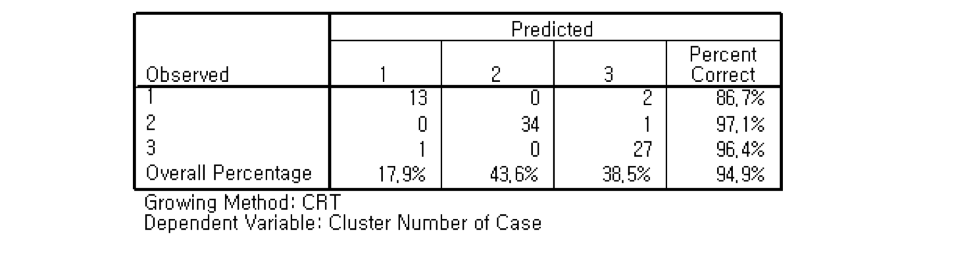 Predicted
Observed 1 2 3 Percent Correct
1 13 0 2 86,7%
2 0 34 1 97,1%
3 1 0 27 96,4%
Overall Percentage 17,9% 43,6% 38,5% 94,9%
Growing Method: CRT
Dependent Variable: Cluster Number of Case